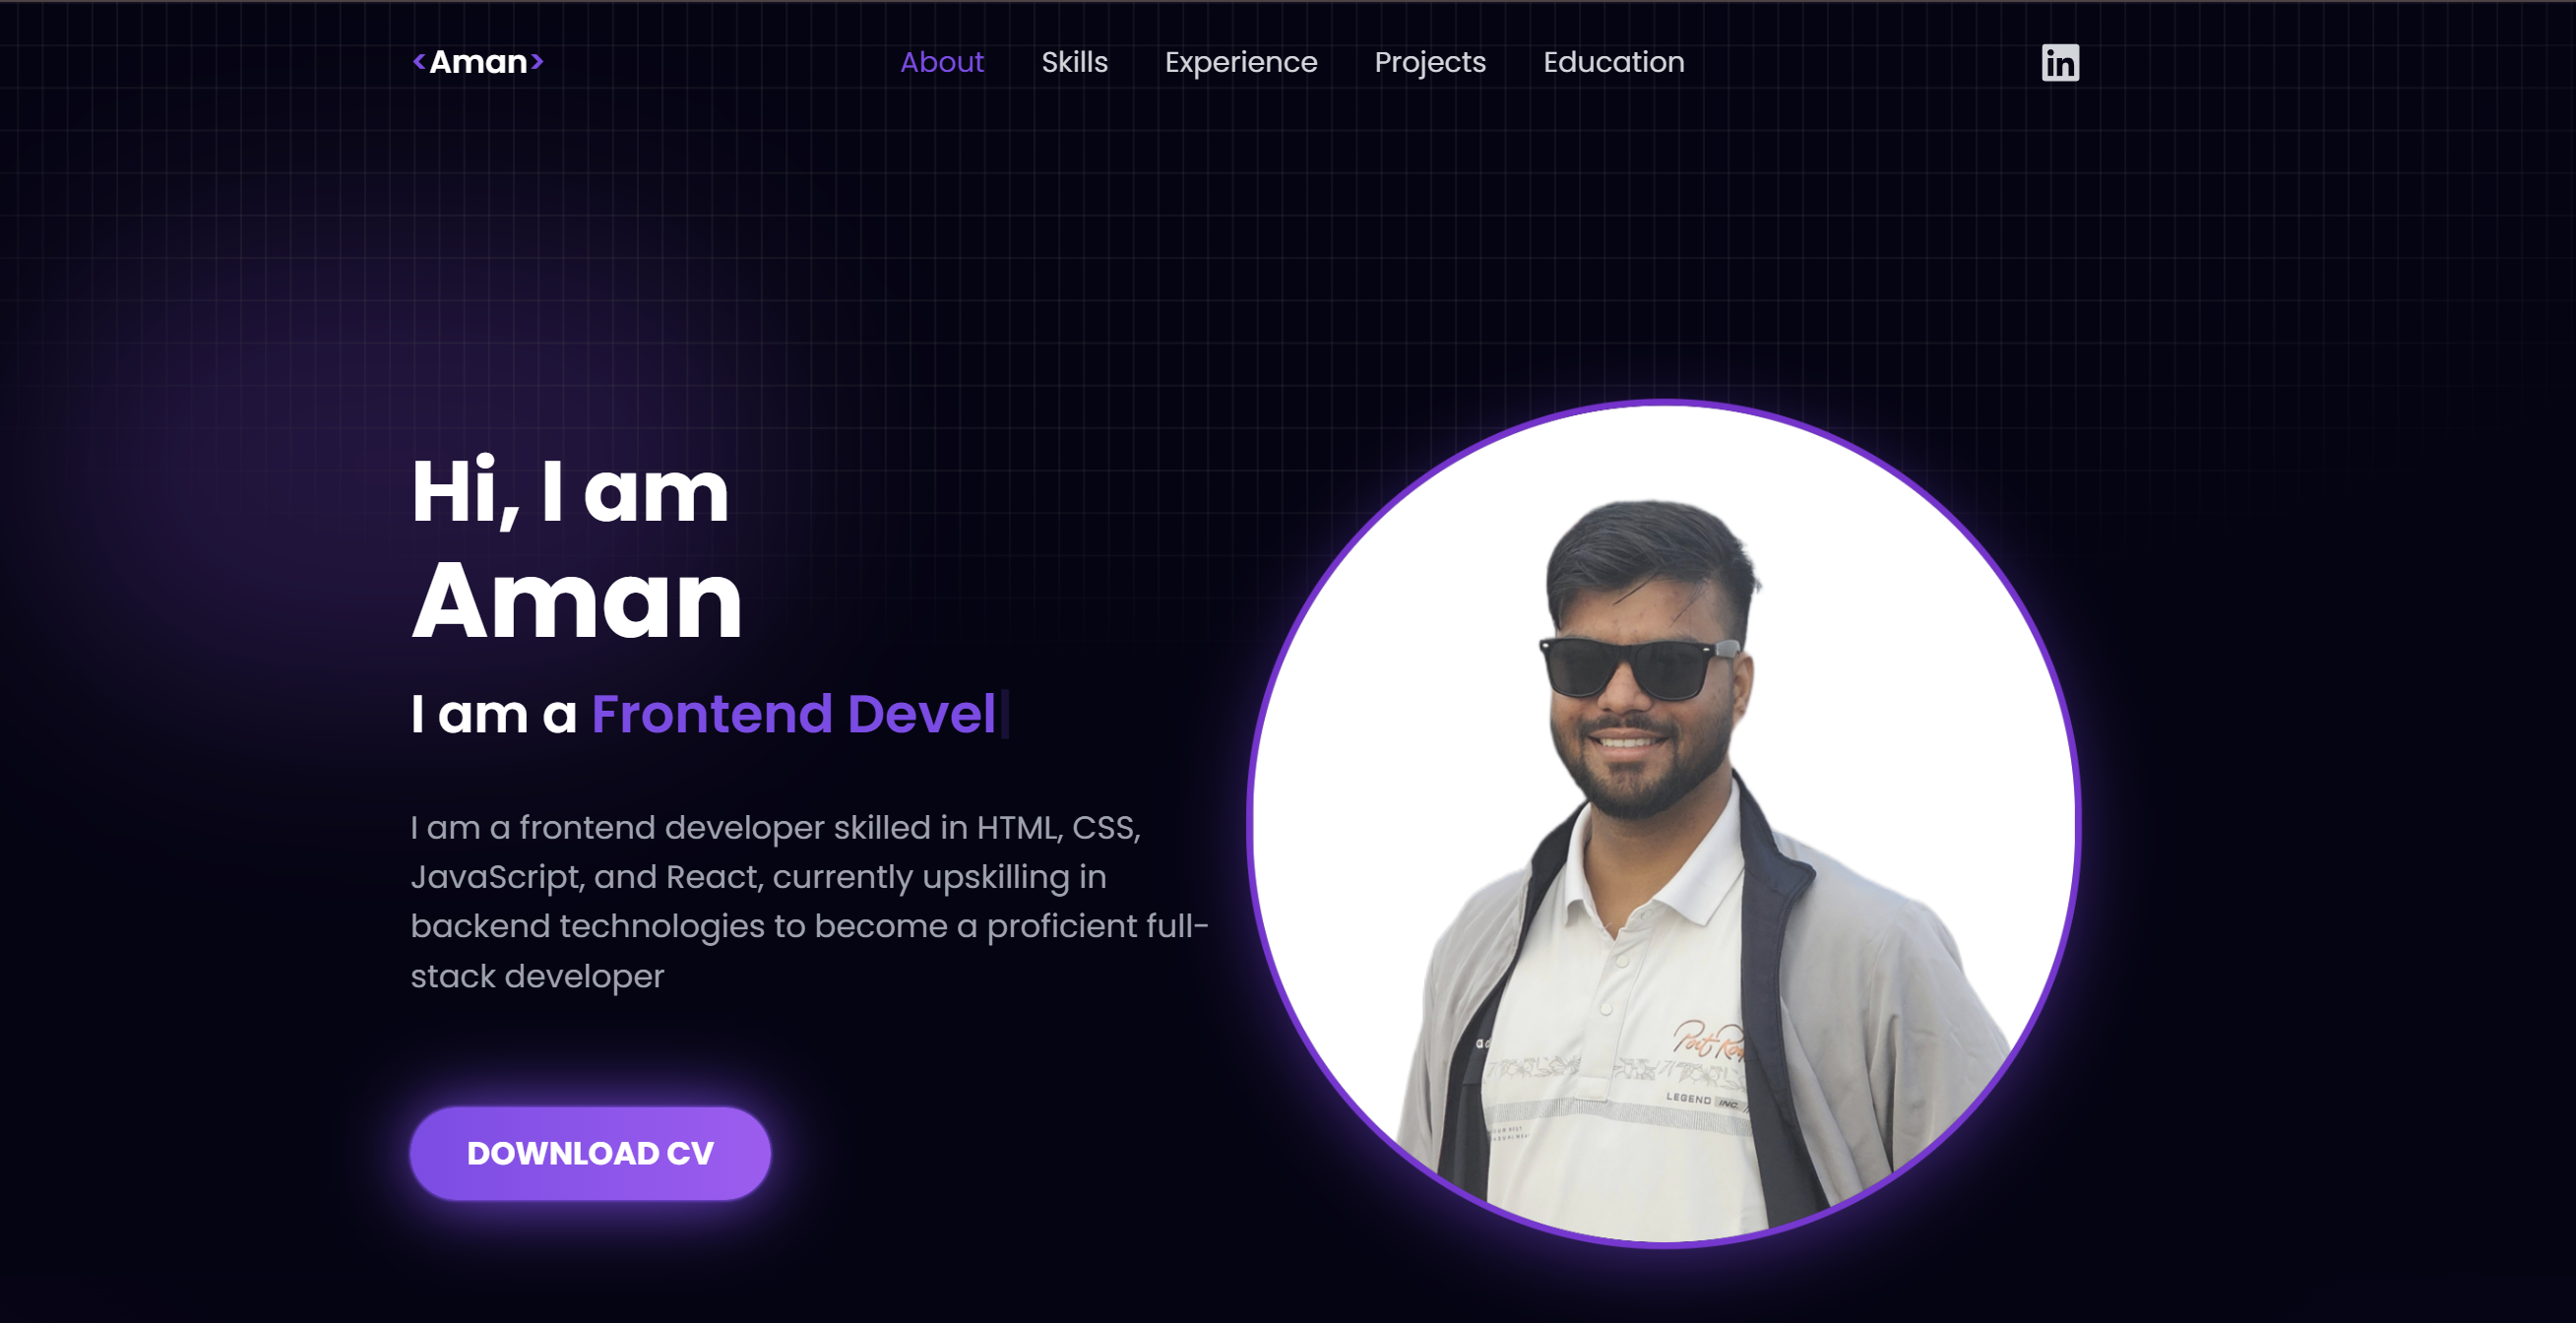 <Aman>
About Skills Experience Projects Education
in
Hi, I am
Aman
I am a Frontend Devel
I am a frontend developer skilled in HTML, CSS,
JavaScript, and React, currently upskilling in
backend technologies to become a proficient full-
stack developer
DOWNLOAD CV
LEGEND INC.